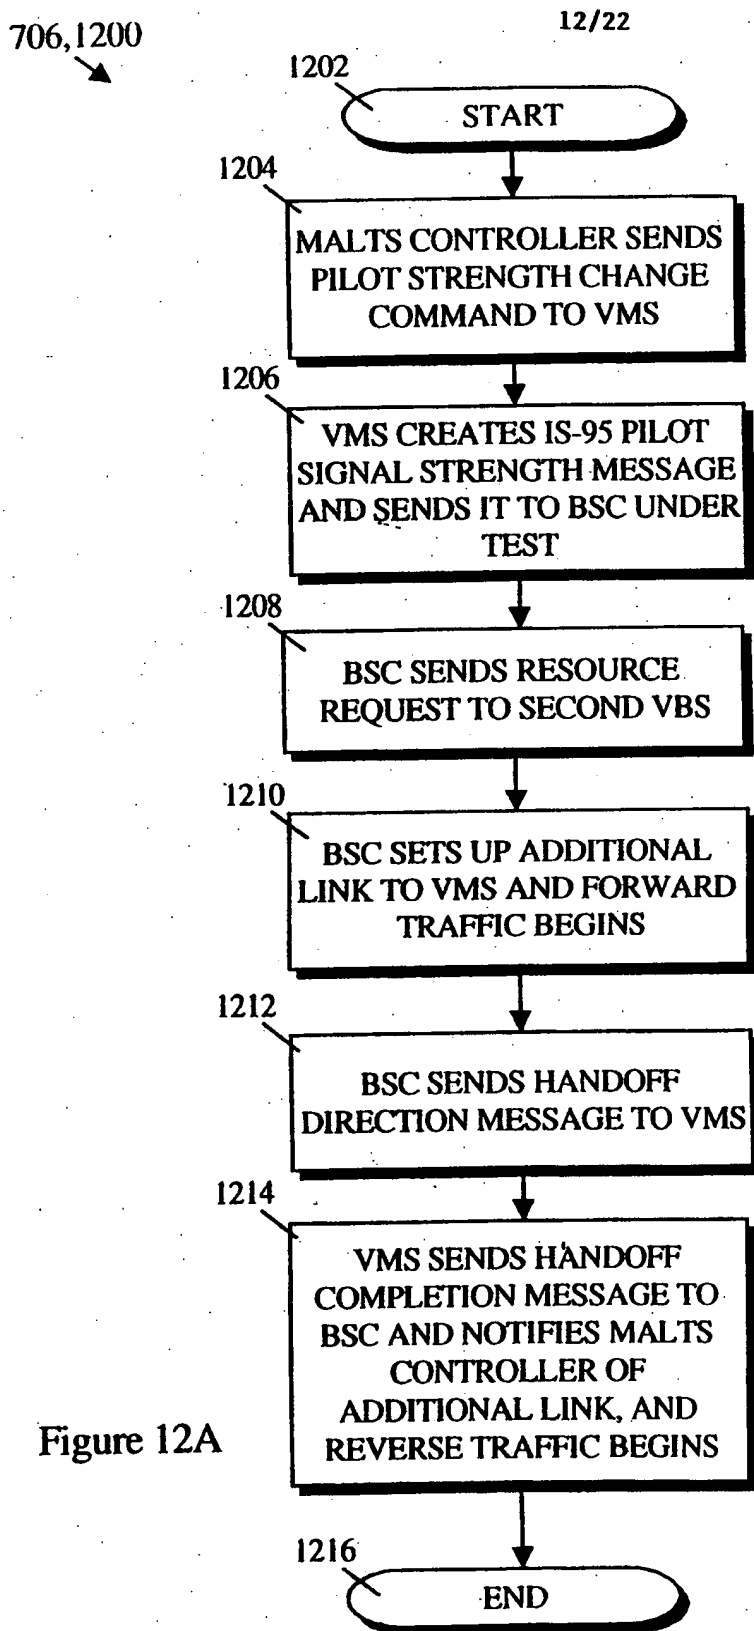 706,1200
12/22
1202
START
1204
MALTS CONTROLLER SENDS
PILOT STRENGTH CHANGE
COMMAND TO VMS
1206
VMS CREATES IS-95 PILOT
SIGNAL STRENGTH MESSAGE
AND SENDS IT TO BSC UNDER
TEST
1208
BSC SENDS RESOURCE
REQUEST TO SECOND VBS
1210
BSC SETS UP ADDITIONAL
LINK TO VMS AND FORWARD
TRAFFIC BEGINS
1212
BSC SENDS HANDOFF
DIRECTION MESSAGE TO VMS
1214
VMS SENDS HANDOFF
COMPLETION MESSAGE TO
BSC AND NOTIFIES MALTS
CONTROLLER OF
ADDITIONAL LINK, AND
REVERSE TRAFFIC BEGINS
Figure 12A
1216
END